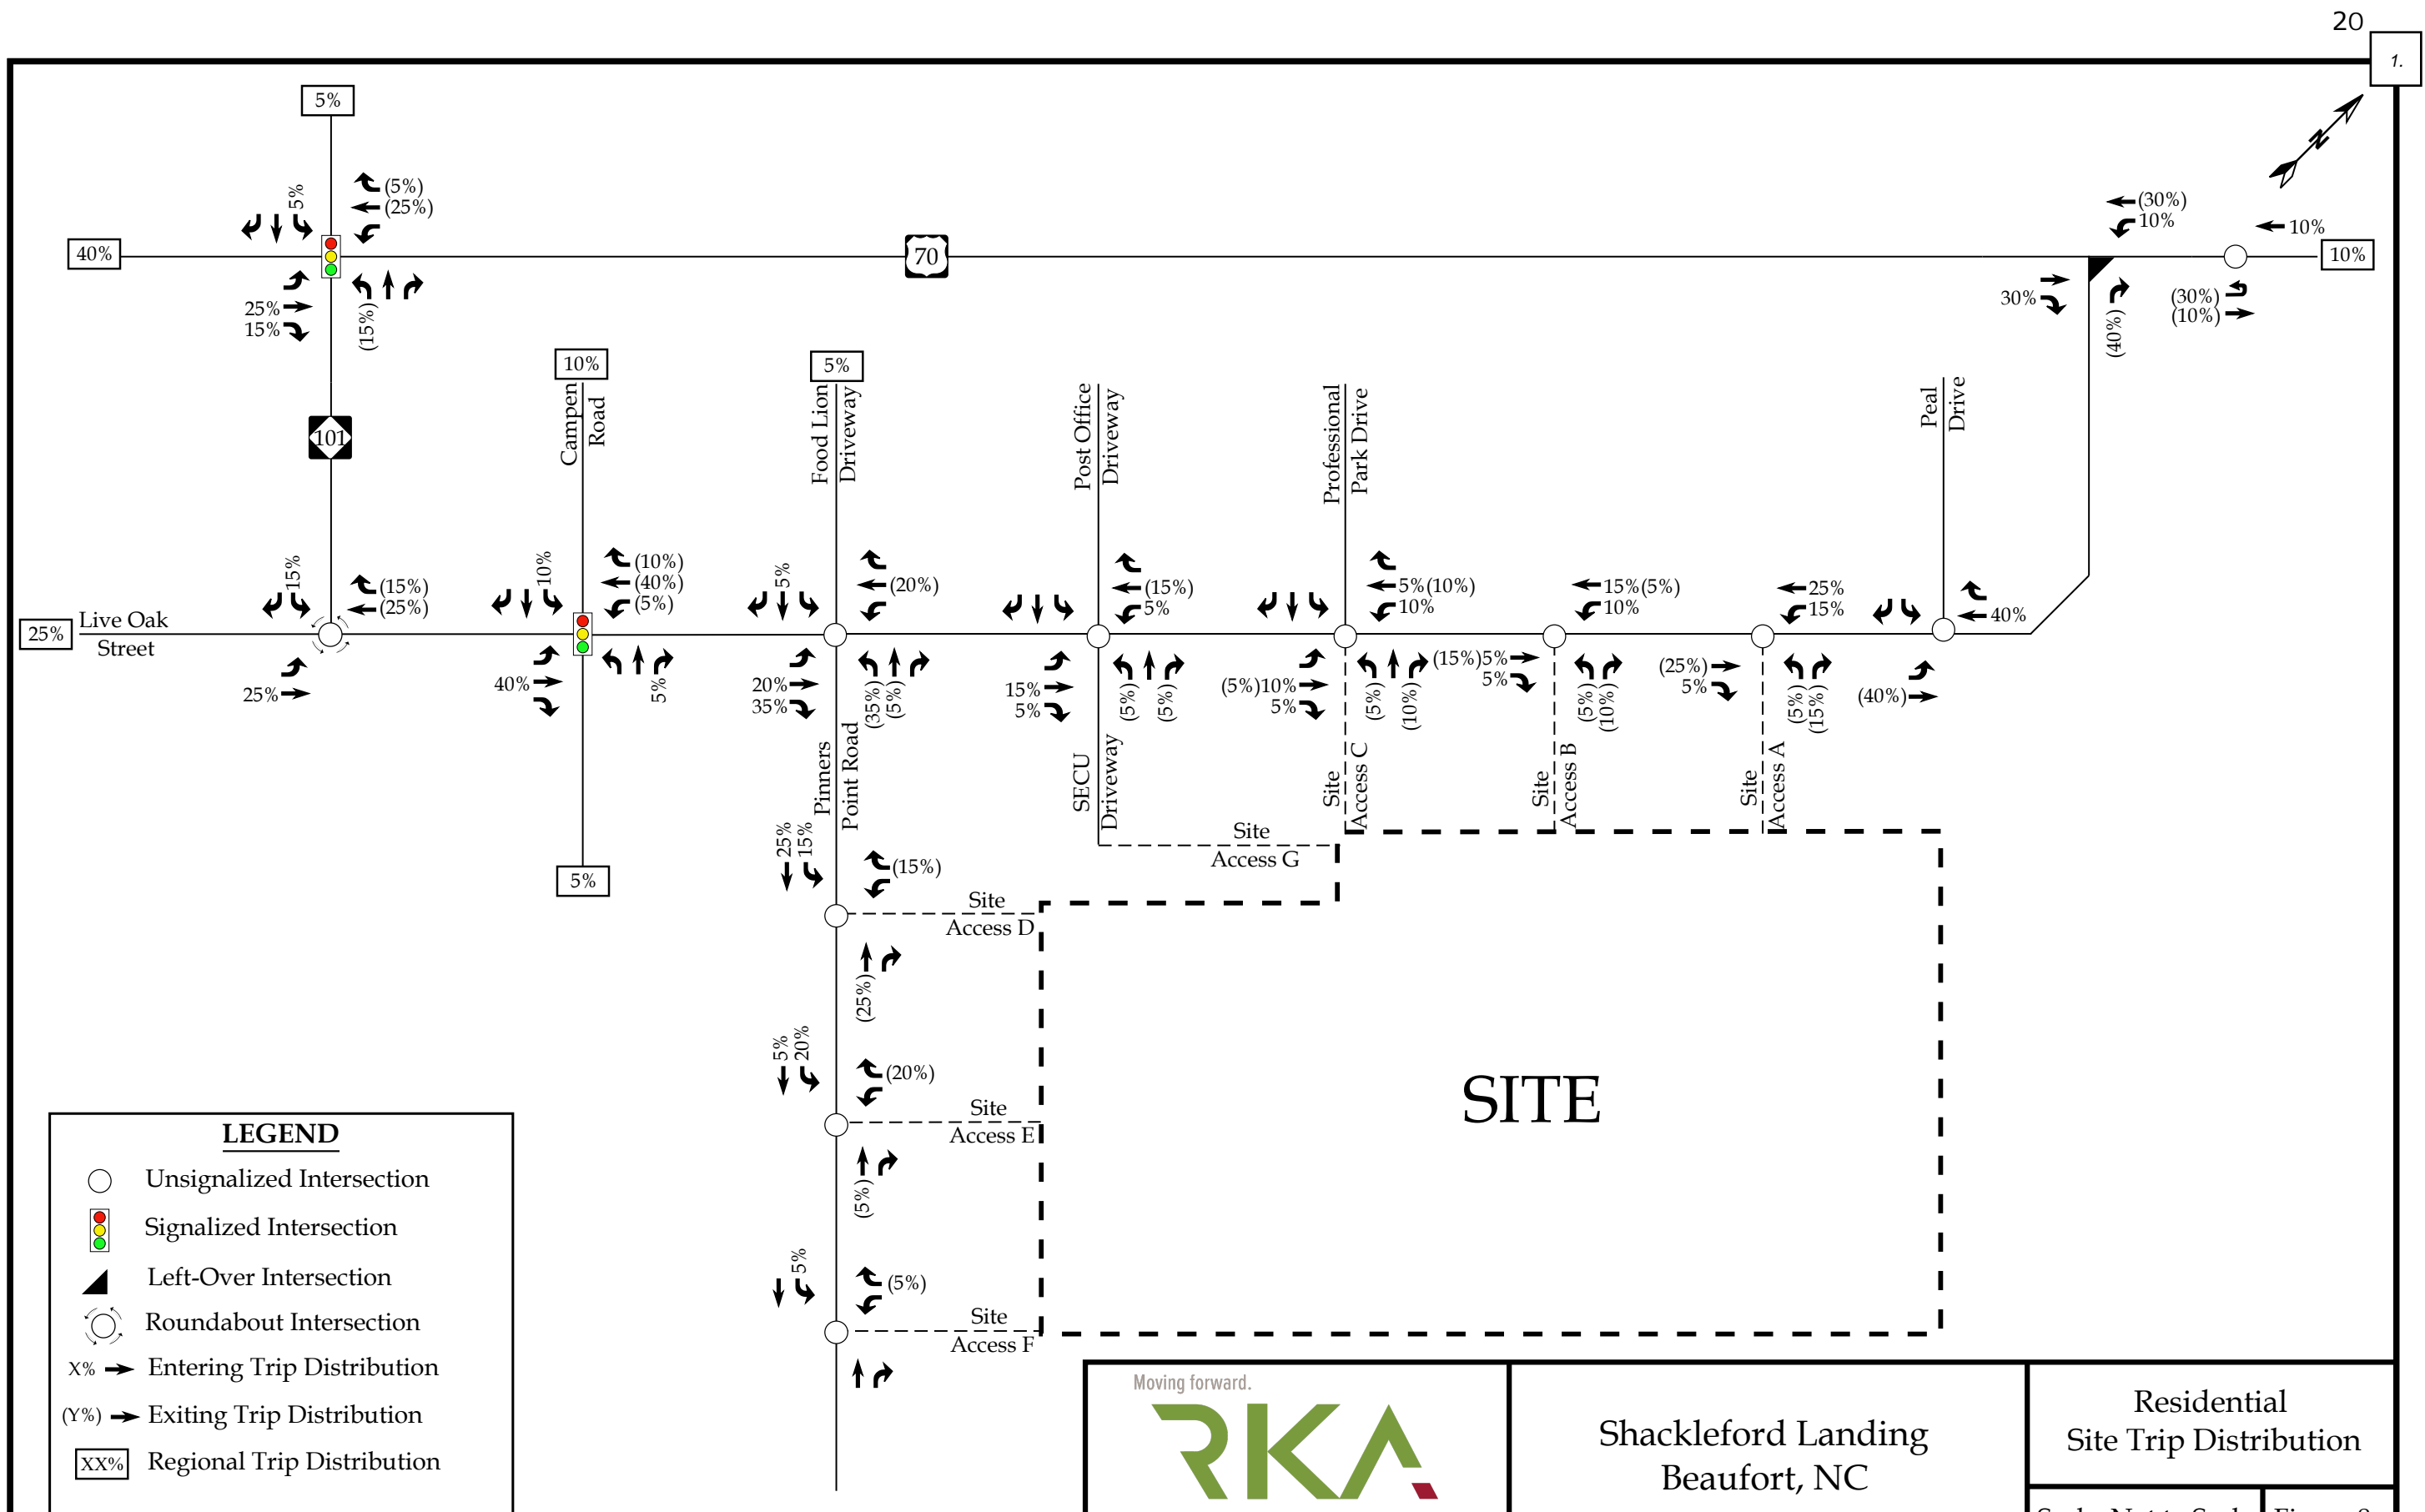 20
1.
N
5%
5%
(5%)
(25%)
40%
25%
15%
(15%)
70
(30%)
10%
10%
10%
30%
(40%)
(30%)
(10%)
101
10%
Campen
Road
5%
Food Lion
Driveway
Post Office
Driveway
Professional
Park Drive
Peal
Drive
25%
Live Oak
Street
15%
(15%)
(25%)
25%
10%
(10%)
(40%)
(5%)
40%
5%
5%
5%
(20%)
20%
35%
(35%)
(5%)
Pinners
Point Road
(15%)
5%
15%
5%
(5%)
(5%)
SECU
Driveway
5%(10%)
10%
(5%)10%
5%
(5%)
(10%)
Site
Access C
15%(5%)
10%
(15%)5%
5%
(5%)
(10%)
Site
Access B
25%
15%
(25%)
5%
(5%)
(15%)
Site
Access A
40%
(40%)
Site
Access G
25%
15%
(15%)
Site
Access D
(25%)
5%
20%
(20%)
Site
Access E
(5%)
5%
(5%)
Site
Access F
SITE
LEGEND
Unsignalized Intersection
Signalized Intersection
Left-Over Intersection
Roundabout Intersection
X% Entering Trip Distribution
(Y%) Exiting Trip Distribution
XX% Regional Trip Distribution
Moving forward.
RKA
Shackleford Landing
Beaufort, NC
Residential
Site Trip Distribution